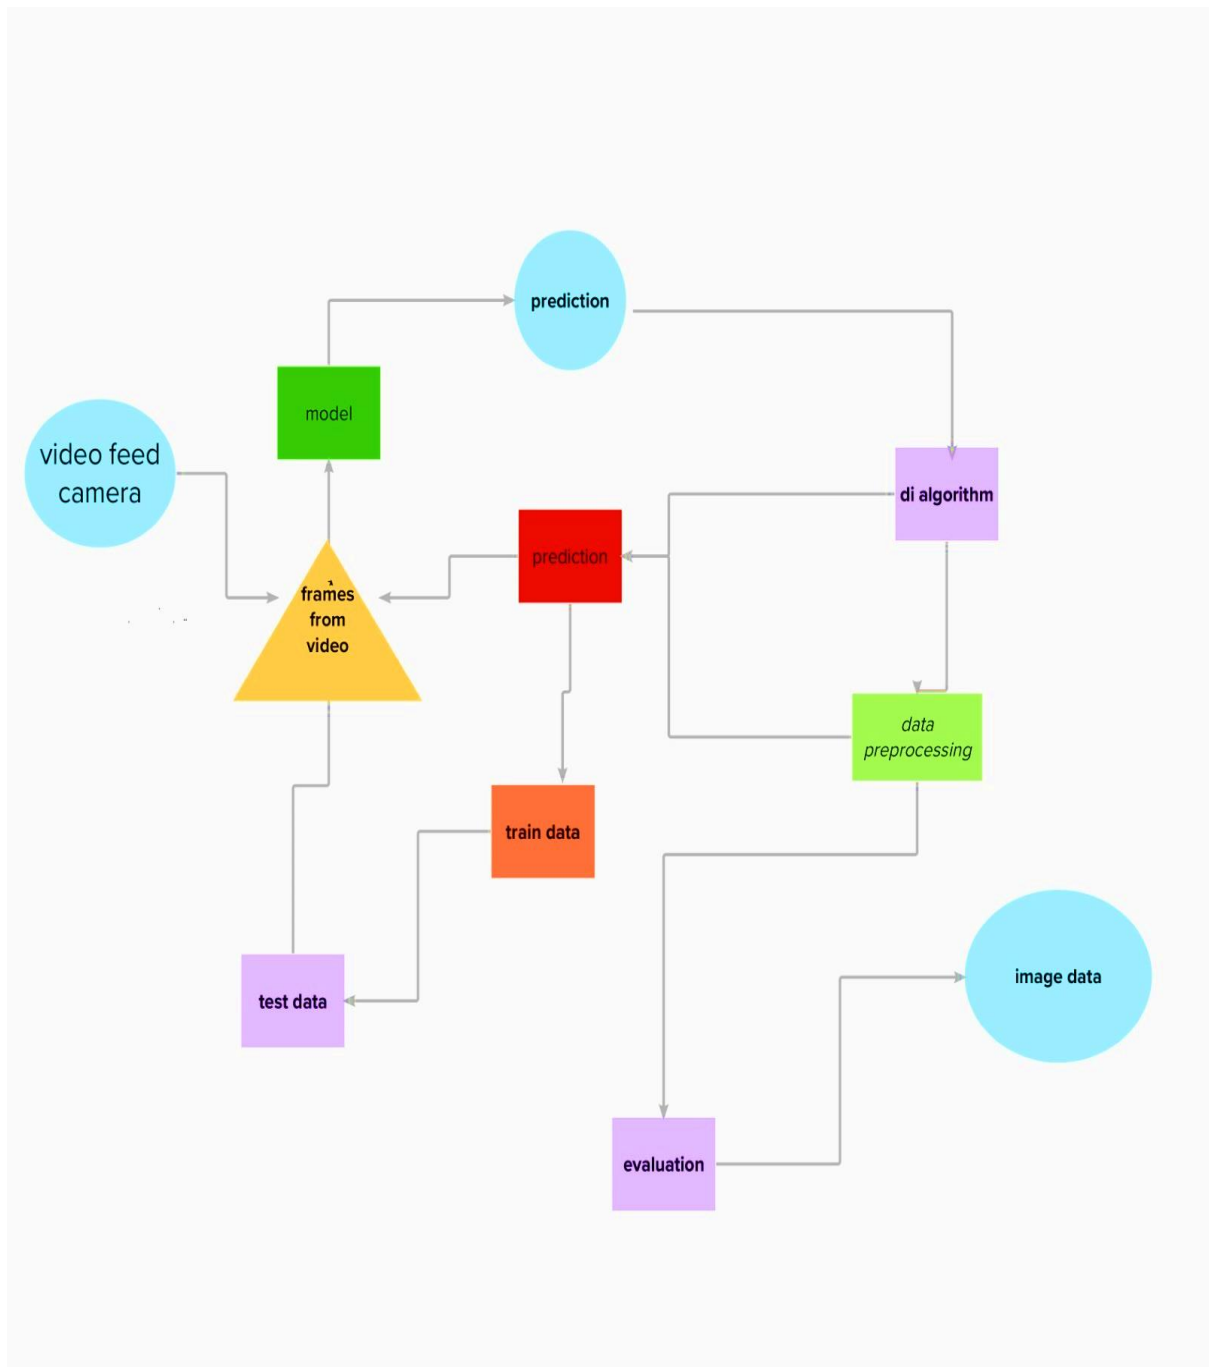 prediction
model
video feed
camera
di algorithm
prediction
frames
from
video
data
preprocessing
train data
image data
test data
evaluation